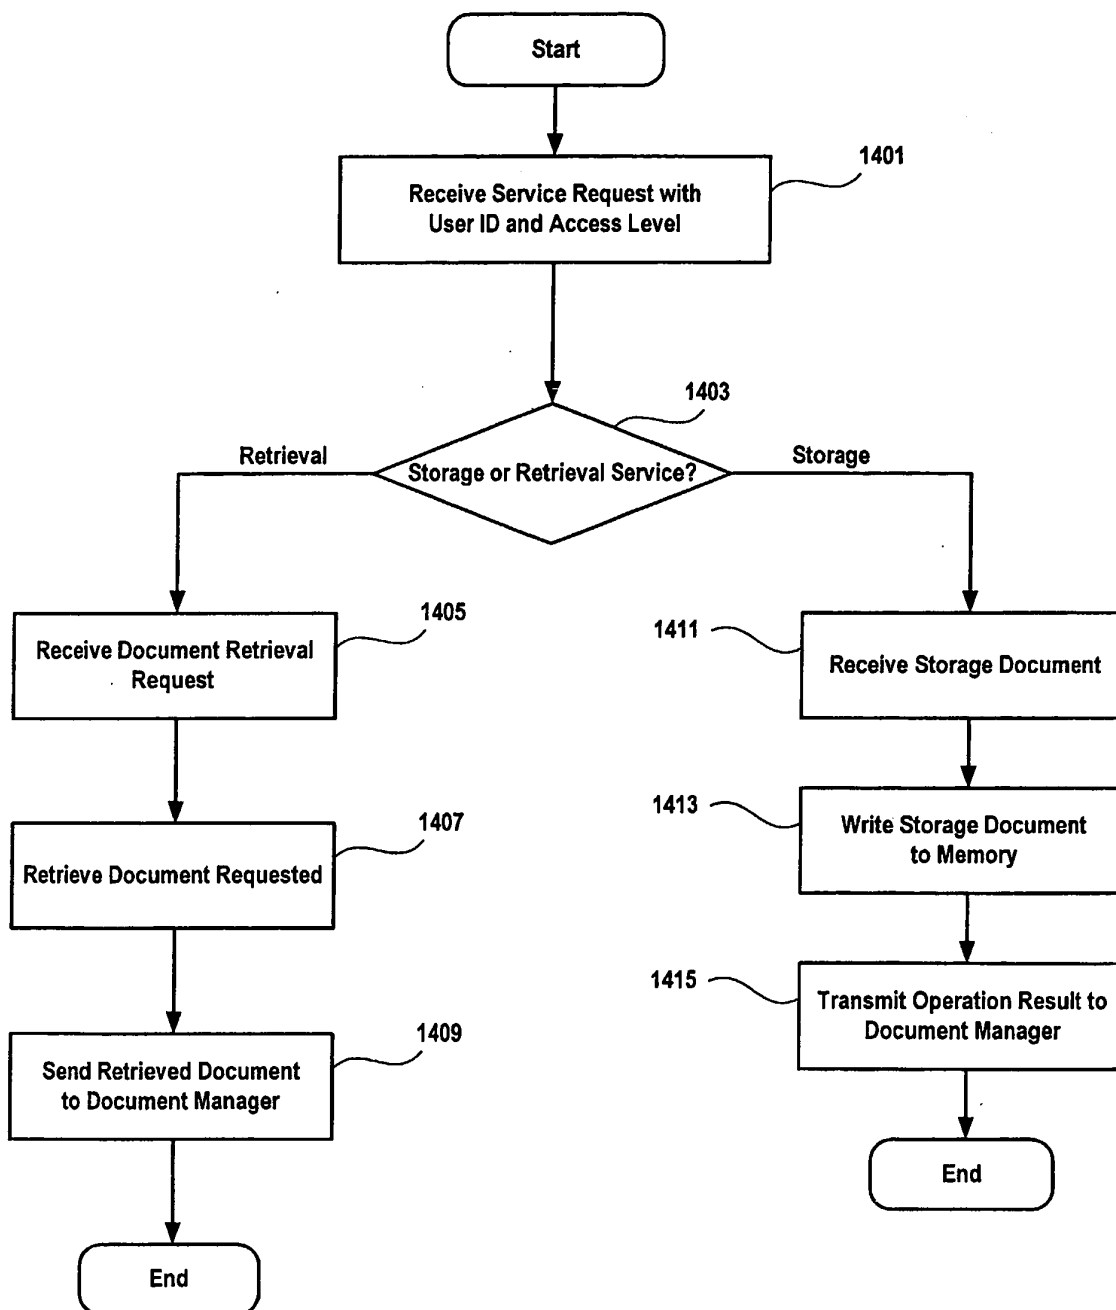 Start
1401
Receive Service Request with
User ID and Access Level
1403
Retrieval
Storage or Retrieval Service?
Storage
1405
Receive Document Retrieval
Request
1411
Receive Storage Document
1407
Retrieve Document Requested
1413
Write Storage Document
to Memory
1409
Send Retrieved Document
to Document Manager
1415
Transmit Operation Result to
Document Manager
End
End